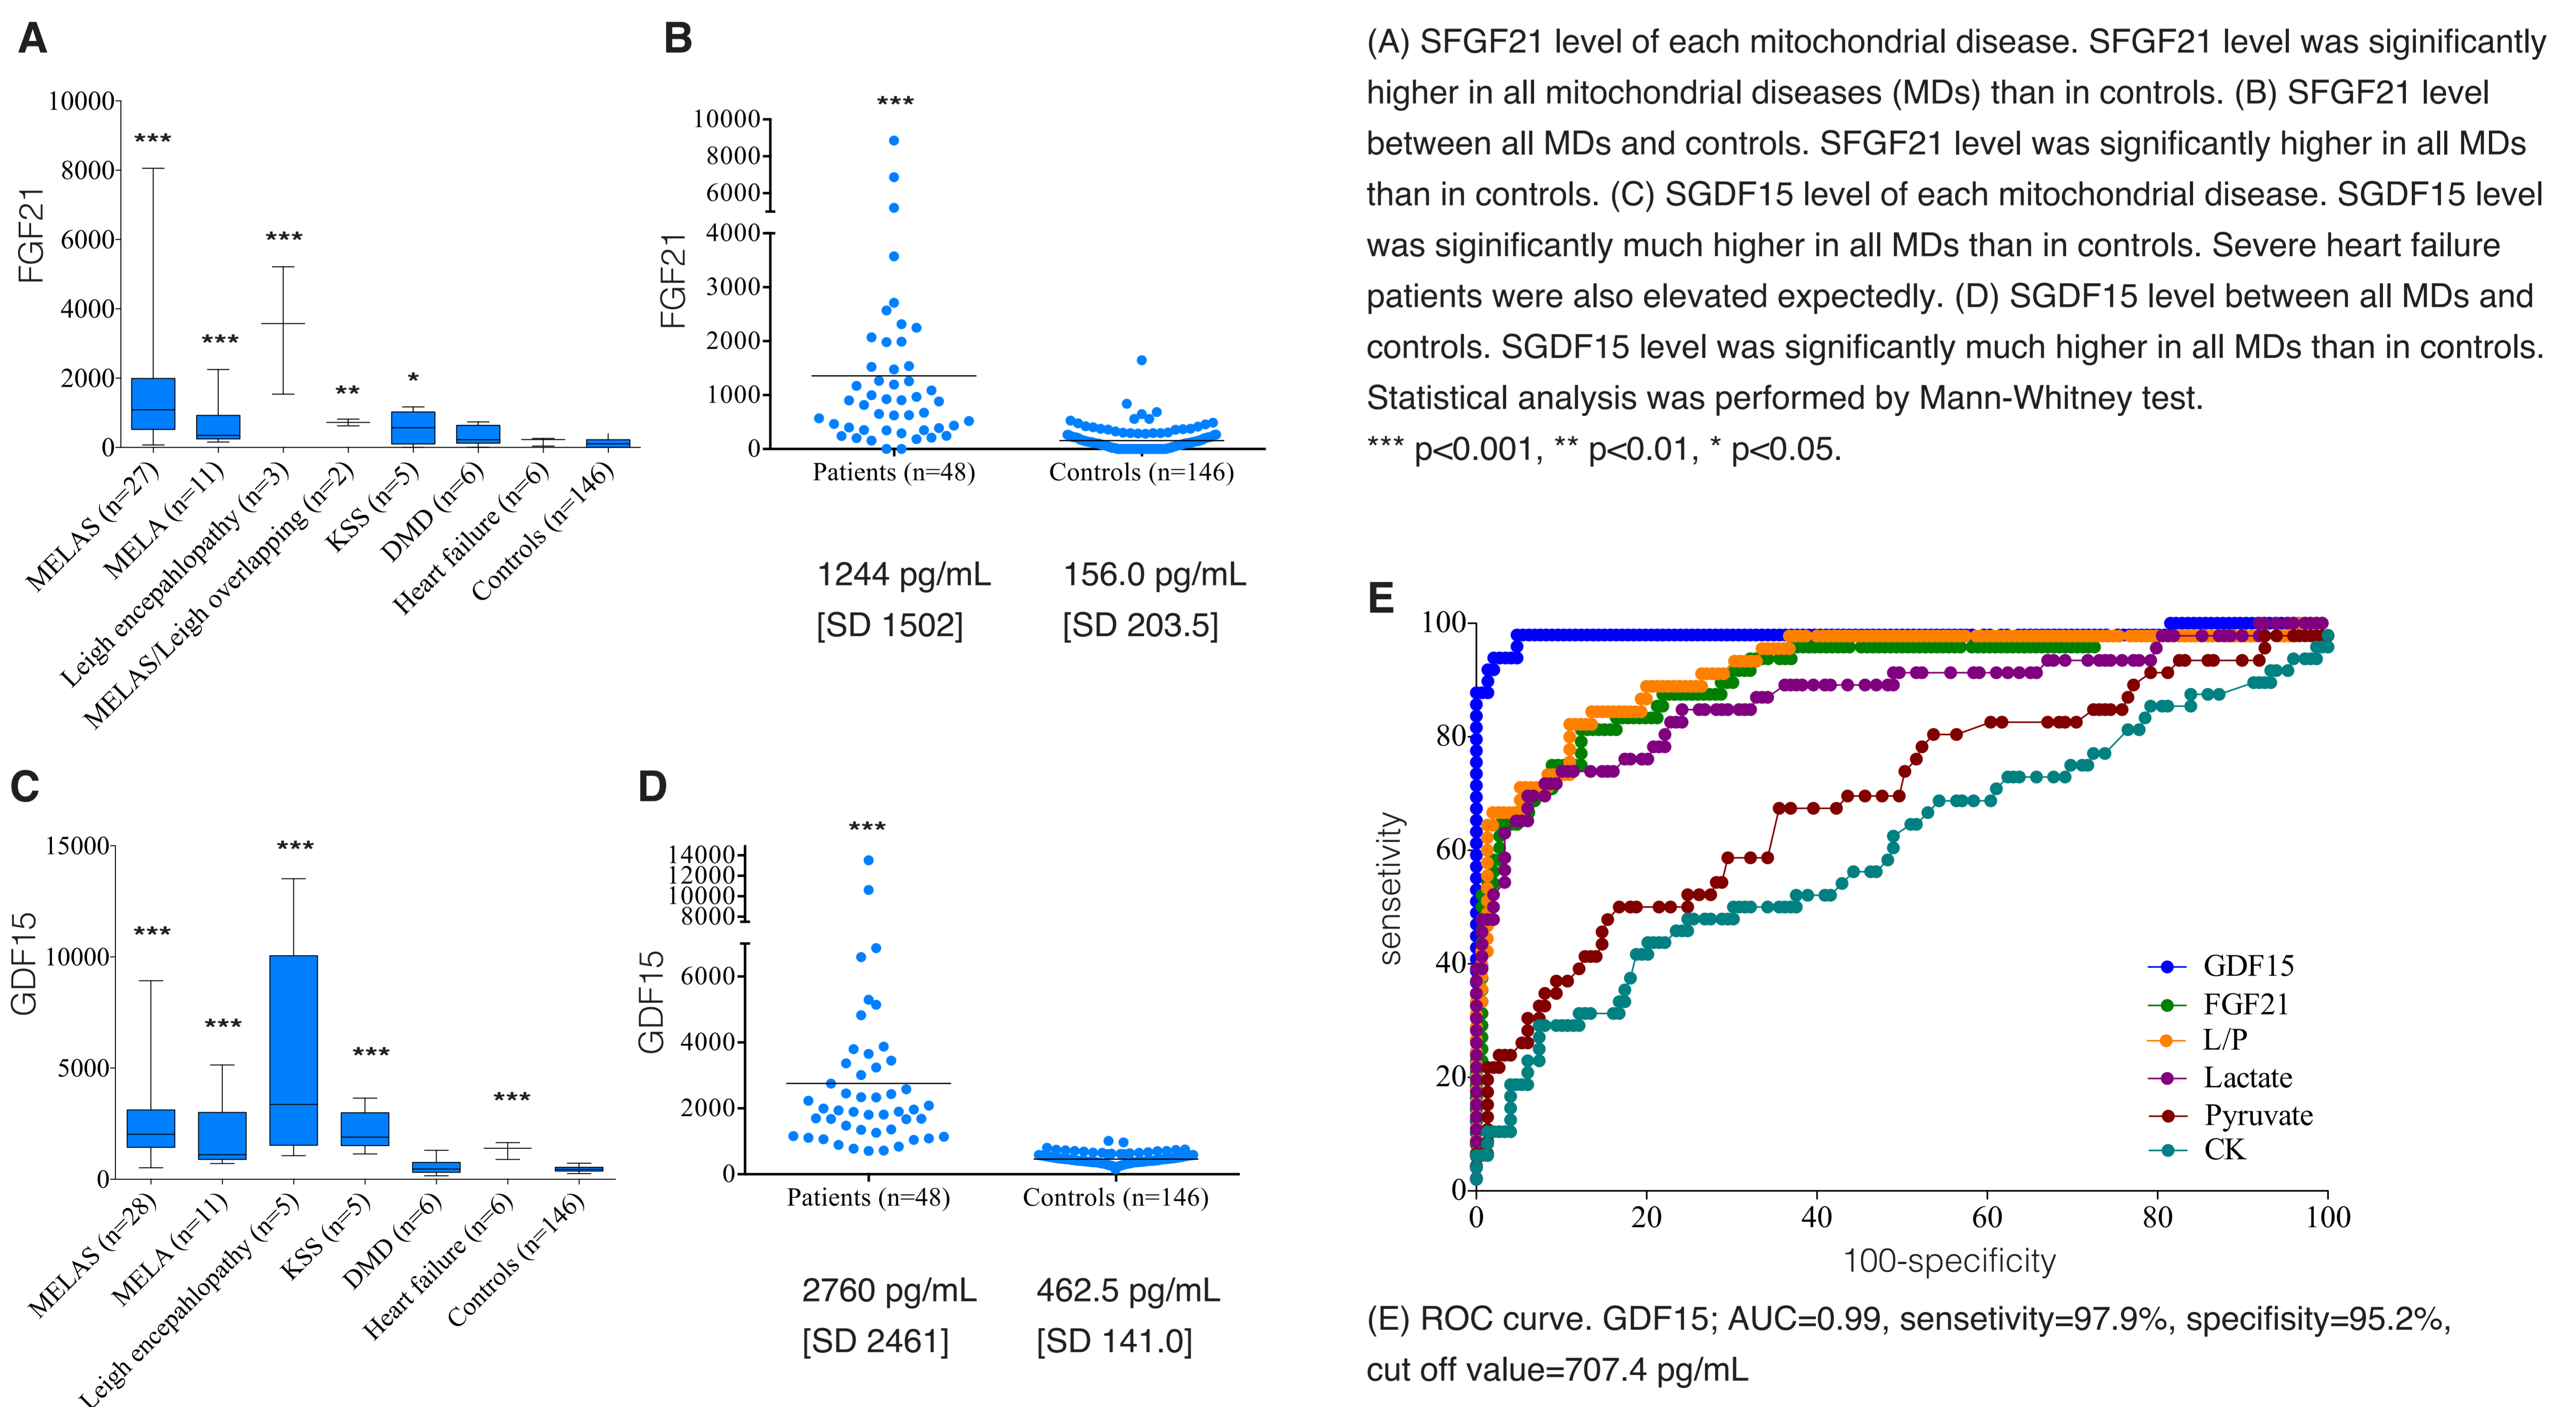 A
10000
8000
6000
4000
2000
0
FGF21
***
***
***
**
*
MELAS (n=27)
MELA (n=11)
Leigh encepahlopathy (n=3)
MELAS/Leigh overlapping (n=2)
KSS (n=5)
DMD (n=6)
Heart failure (n=6)
Controls (n=146)
B
***
10000
8000
6000
4000
3000
2000
1000
0
FGF21
Patients (n=48)
Controls (n=146)
1244 pg/mL
[SD 1502]
156.0 pg/mL
[SD 203.5]
(A) SFGF21 level of each mitochondrial disease. SFGF21 level was siginificantly
higher in all mitochondrial diseases (MDs) than in controls. (B) SFGF21 level
between all MDs and controls. SFGF21 level was significantly higher in all MDs
than in controls. (C) SGDF15 level of each mitochondrial disease. SGDF15 level
was siginificantly much higher in all MDs than in controls. Severe heart failure
patients were also elevated expectedly. (D) SGDF15 level between all MDs and
controls. SGDF15 level was significantly much higher in all MDs than in controls.
Statistical analysis was performed by Mann-Whitney test.
*** p<0.001, ** p<0.01, * p<0.05.
C
15000
10000
5000
0
GDF15
***
***
***
***
***
MELAS (n=28)
MELA (n=11)
Leigh encepahlopathy (n=5)
KSS (n=5)
DMD (n=6)
Heart failure (n=6)
Controls (n=146)
D
***
14000
12000
10000
8000
6000
4000
2000
0
GDF15
Patients (n=48)
Controls (n=146)
2760 pg/mL
[SD 2461]
462.5 pg/mL
[SD 141.0]
E
100
80
60
40
20
0
sensetivity
GDF15
FGF21
L/P
Lactate
Pyruvate
CK
0
20
40
60
80
100
100-specificity
(E) ROC curve. GDF15; AUC=0.99, sensetivity=97.9%, specifisity=95.2%,
cut off value=707.4 pg/mL